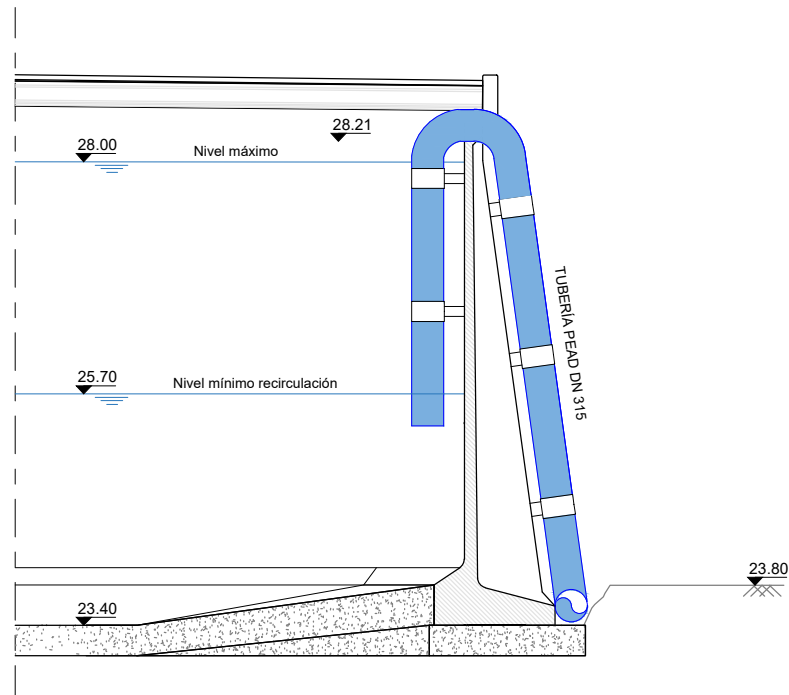 28.21
28.00
Nivel máximo
TUBERÍA PEAD DN 315
25.70
Nivel mínimo recirculación
23.80
23.40